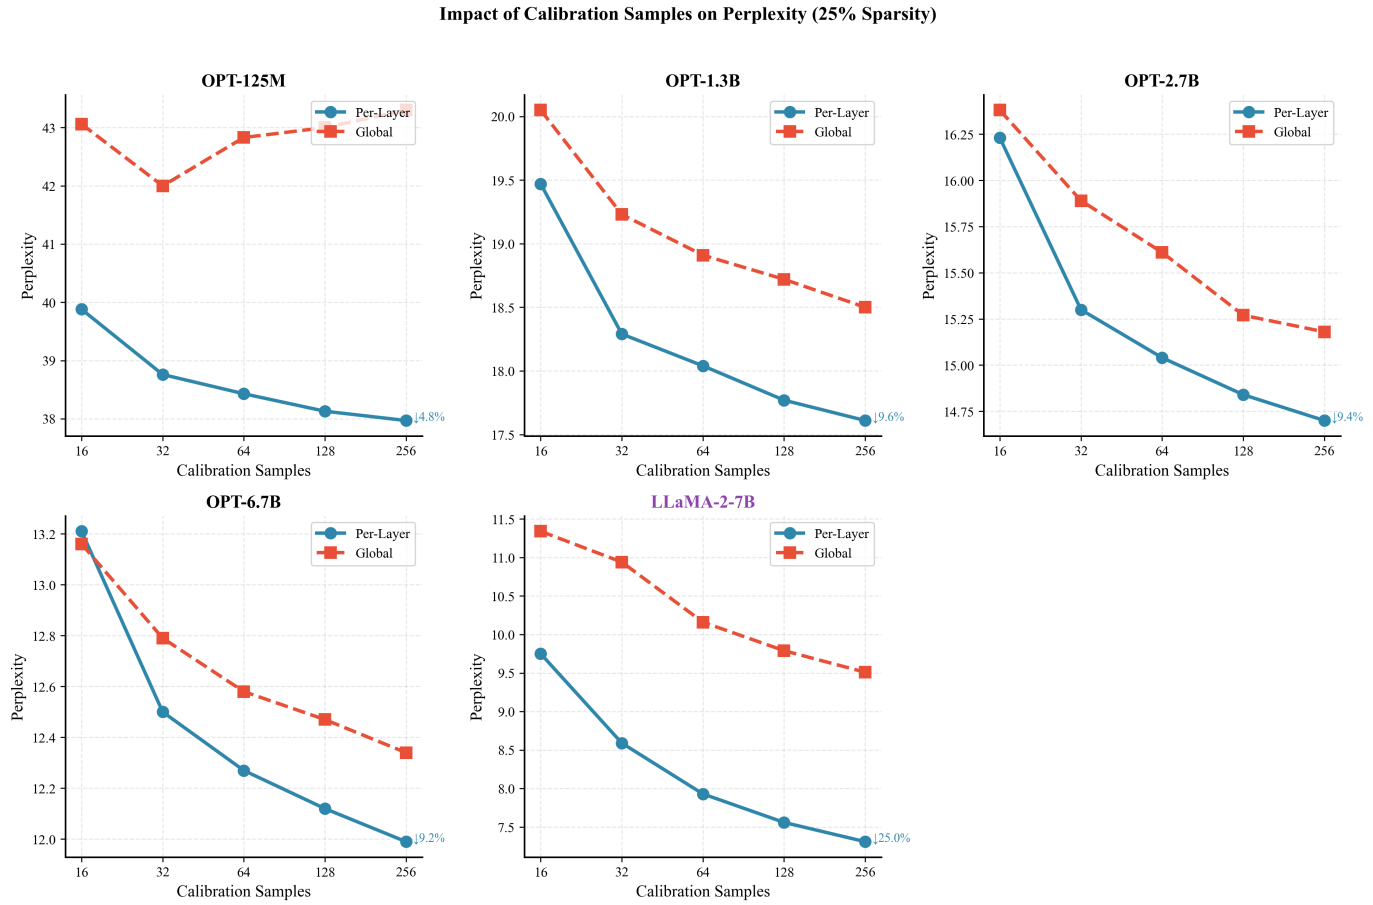 Impact of Calibration Samples on Perplexity (25% Sparsity)
OPT-125M
Perplexity
43
42
41
40
39
38
Per-Layer
Global
↓4.8%
16 32 64 128 256
Calibration Samples
OPT-1.3B
Perplexity
20.0
19.5
19.0
18.5
18.0
17.5
Per-Layer
Global
↓9.6%
16 32 64 128 256
Calibration Samples
OPT-2.7B
Perplexity
16.25
16.00
15.75
15.50
15.25
15.00
14.75
Per-Layer
Global
↓9.4%
16 32 64 128 256
Calibration Samples
OPT-6.7B
Perplexity
13.2
13.0
12.8
12.6
12.4
12.2
12.0
Per-Layer
Global
↓9.2%
16 32 64 128 256
Calibration Samples
LLaMA-2-7B
Perplexity
11.5
11.0
10.5
10.0
9.5
9.0
8.5
8.0
7.5
Per-Layer
Global
↓25.0%
16 32 64 128 256
Calibration Samples